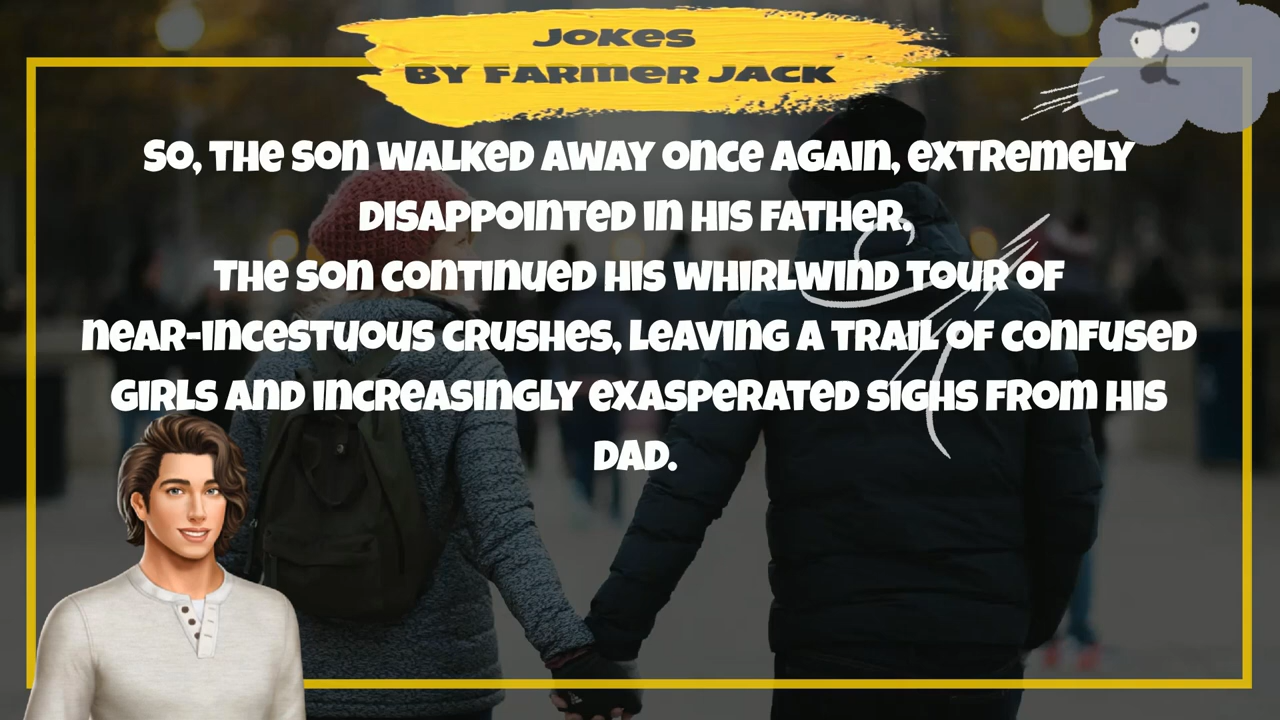 JOKES
BY FARMER JACK
SO, THE SON WALKED AWAY ONCE AGAIN, EXTREMELY
DISAPPOINTED IN HIS FATHER.
THE SON CONTINUED HIS WHIRLWIND TOUR OF
NEAR-INCESTUOUS CRUSHES, LEAVING A TRAIL OF CONFUSED
GIRLS AND INCREASINGLY EXASPERATED SIGHS FROM HIS
DAD.